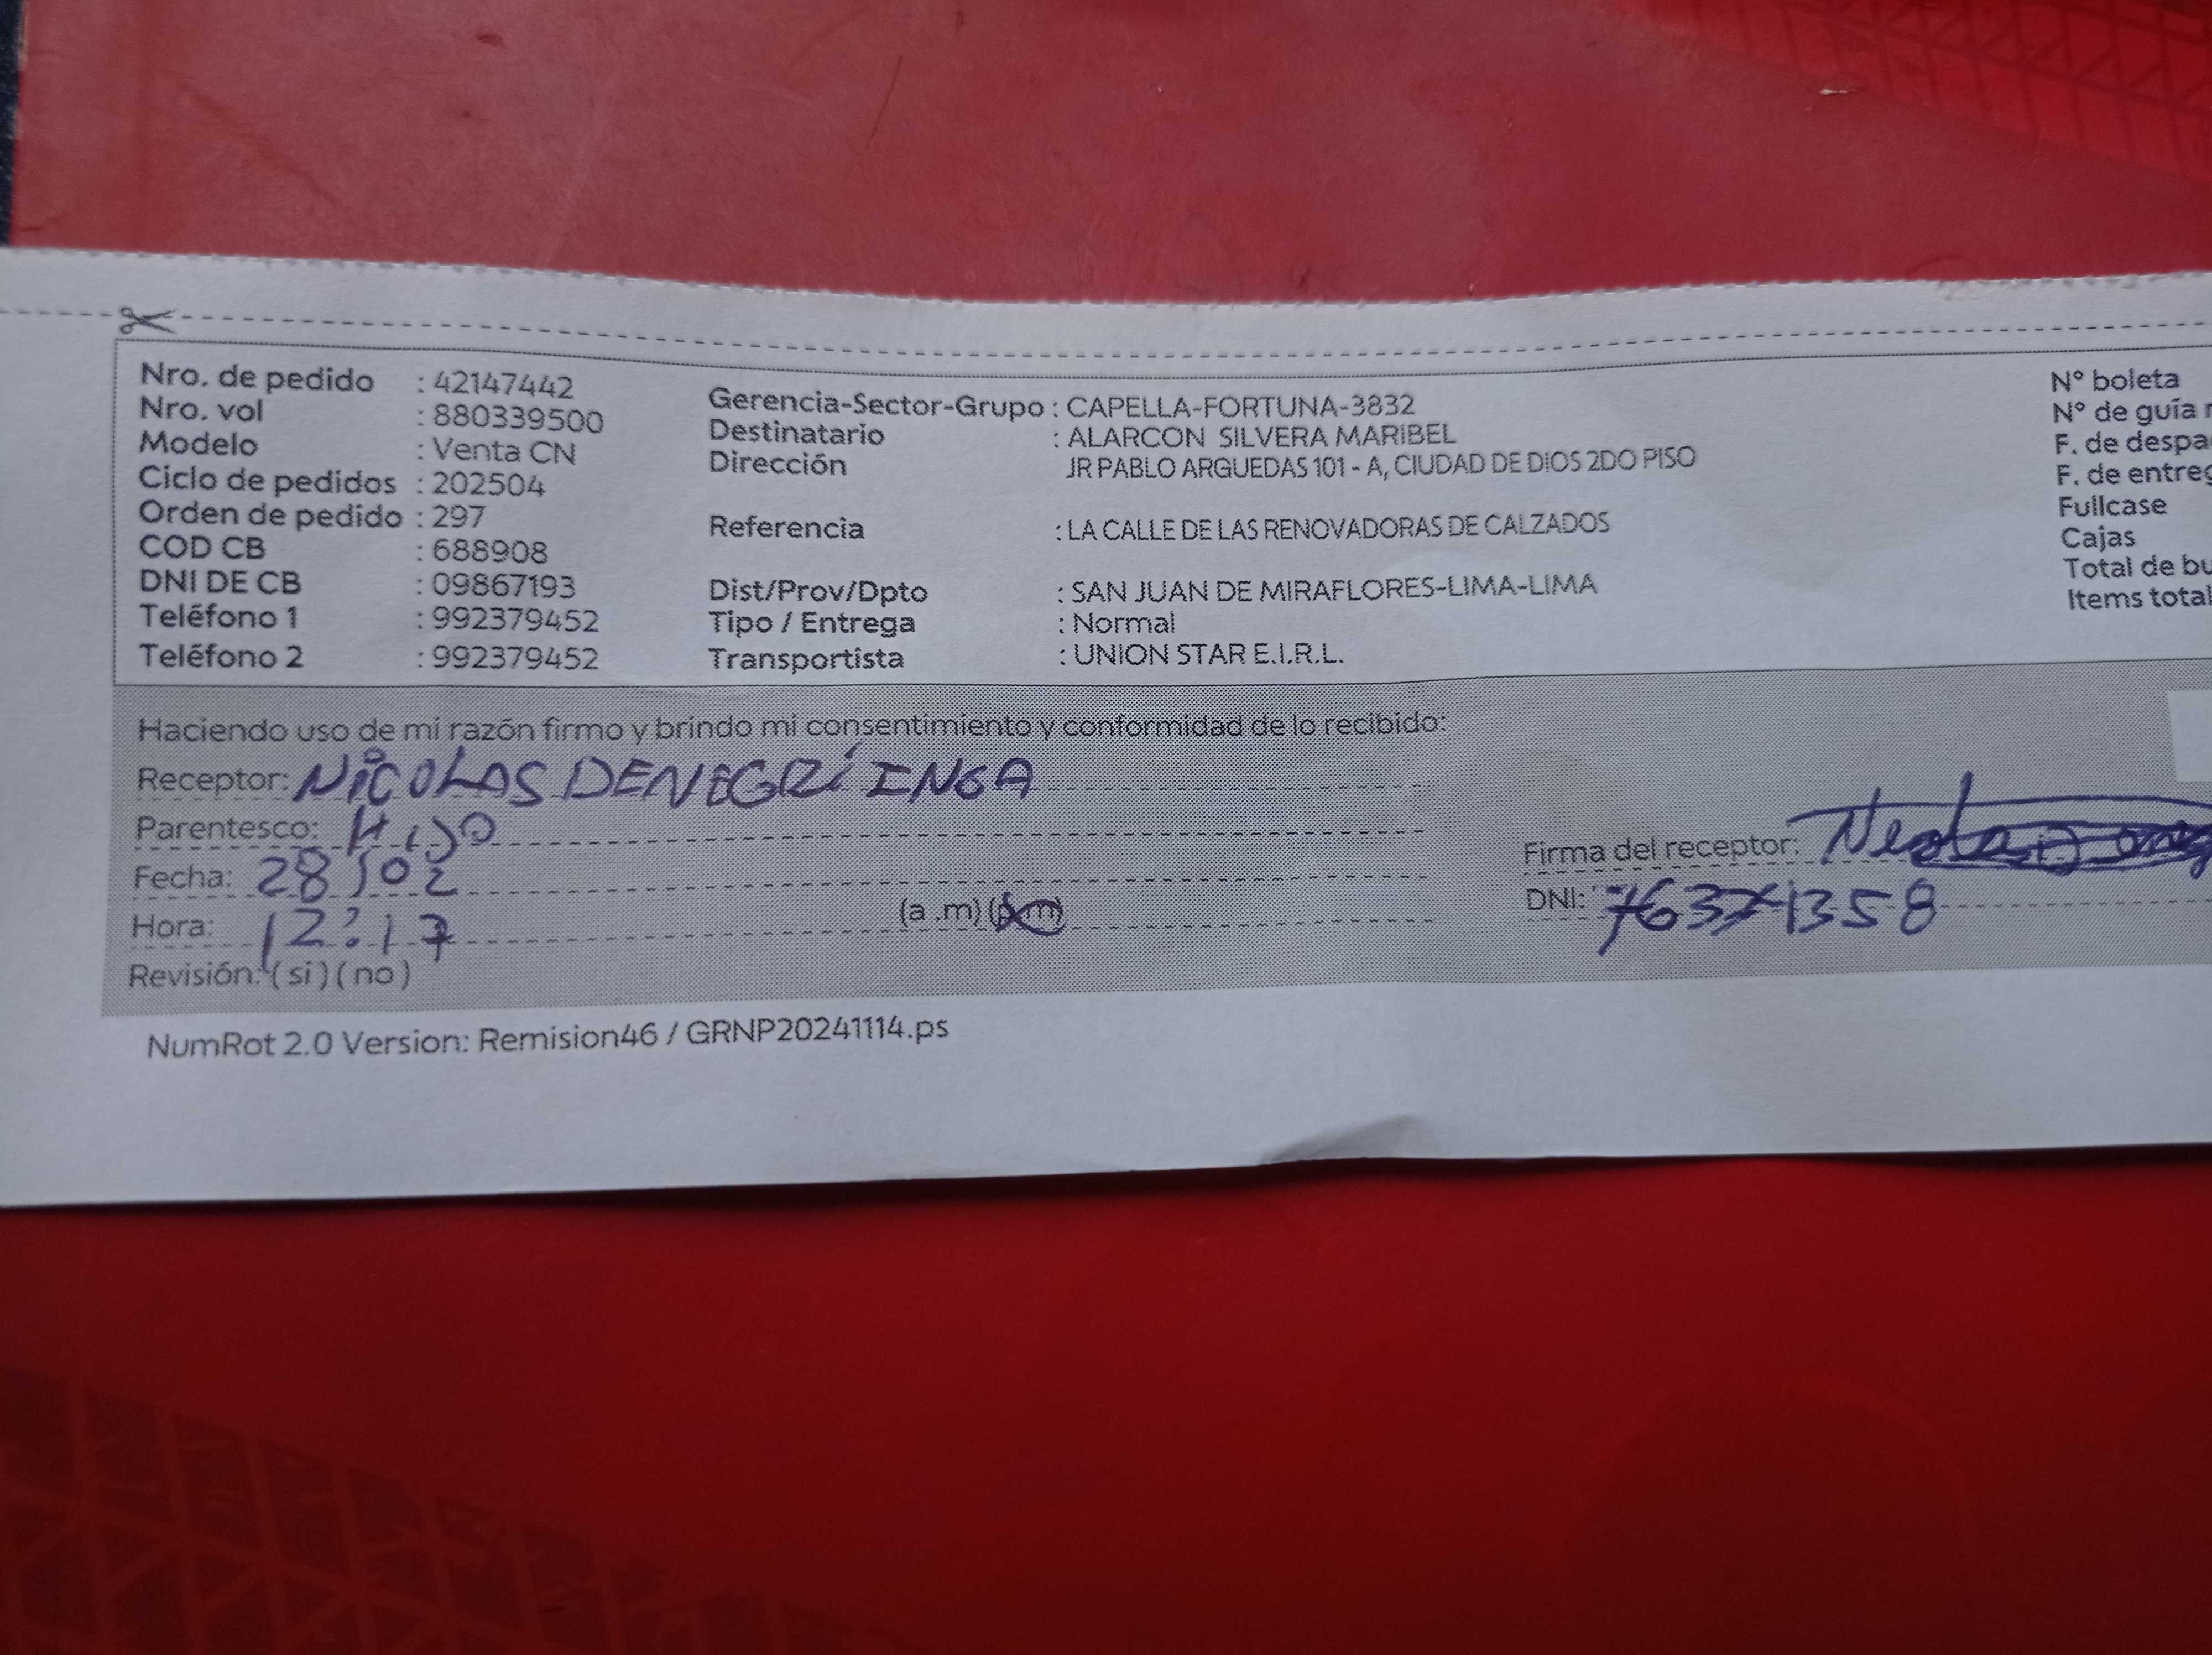 Nro. de pedido : 42147442
Nro. vol : 880339500
Modelo : Venta CN
Ciclo de pedidos : 202504
Orden de pedido : 297
COD CB : 688908
DNI DE CB : 09867193
Teléfono 1 : 992379452
Teléfono 2 : 992379452
Gerencia-Sector-Grupo : CAPELLA-FORTUNA-3832
Destinatario : ALARCON SILVERA MARIBEL
Dirección JR PABLO ARGUEDAS 101 - A, CIUDAD DE DIOS 2DO PISO
Referencia : LA CALLE DE LAS RENOVADORAS DE CALZADOS
Dist/Prov/Dpto : SAN JUAN DE MIRAFLORES-LIMA-LIMA
Tipo / Entrega : Normal
Transportista : UNION STAR E.I.R.L.
N° boleta
N° de guía
F. de
F. de
Fullcase
Cajas
Total de
Items total
Haciendo uso de mi razón firmo y brindo mi consentimiento y conformidad de lo recibido:
Receptor: NICOLAS DENEGRÍ INGA
Parentesco: HIJO
Fecha: 28/02
Hora: 12:17 (a .m) (p.m)
Revisión: ( si ) ( no )
Firma del receptor:
DNI: 76371358
NumRot 2.0 Version: Remision46 / GRNP20241114.ps